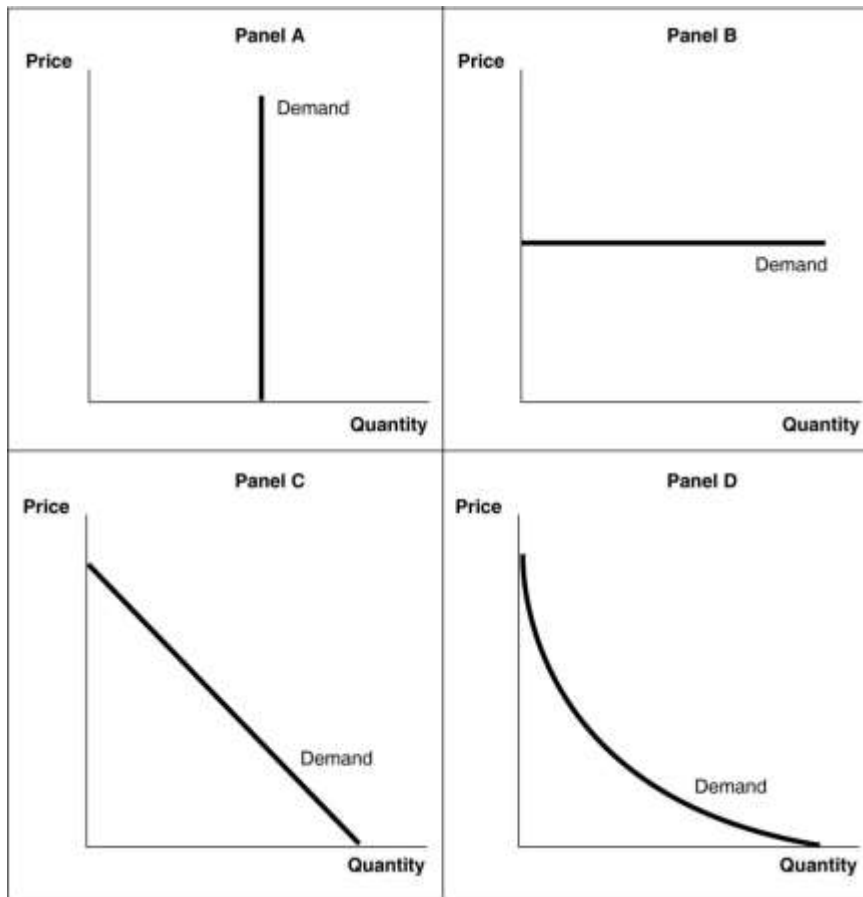 Panel A
Price
Demand
Quantity
Panel B
Price
Demand
Quantity
Panel C
Price
Demand
Quantity
Panel D
Price
Demand
Quantity